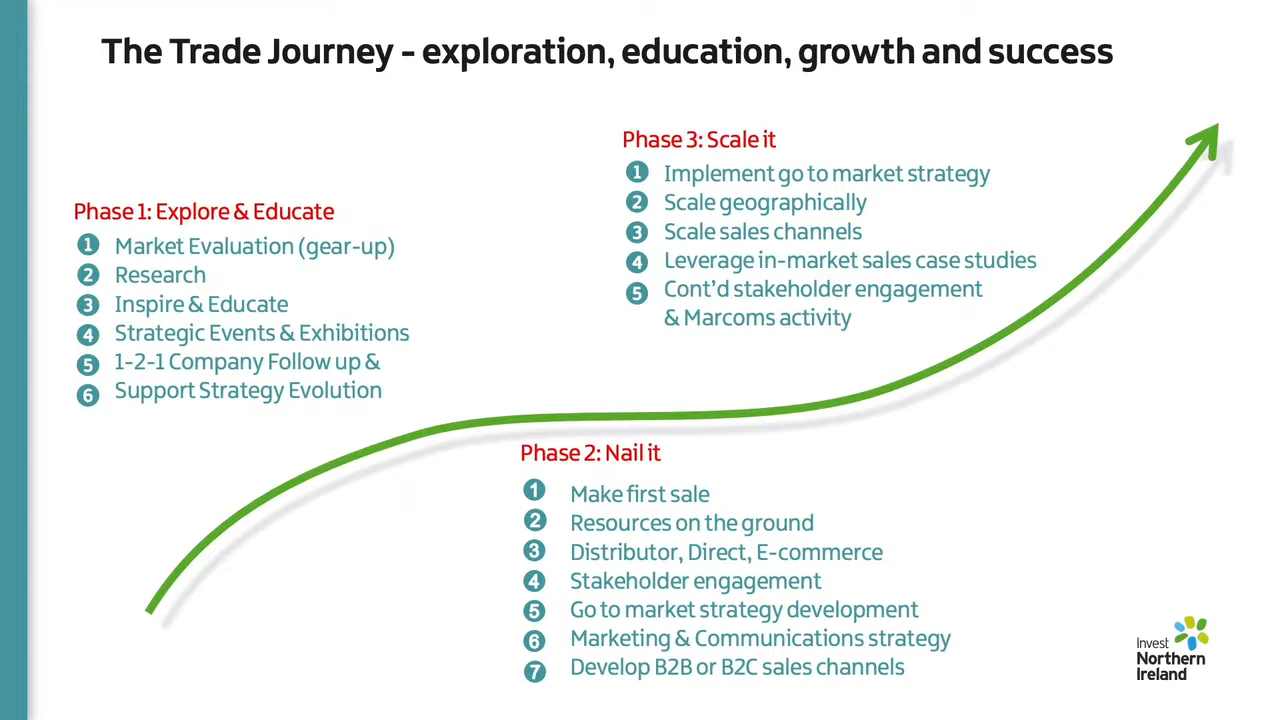 The Trade Journey - exploration, education, growth and success
Phase 1: Explore & Educate
1 Market Evaluation (gear-up)
2 Research
3 Inspire & Educate
4 Strategic Events & Exhibitions
5 1-2-1 Company Follow up &
6 Support Strategy Evolution
Phase 2: Nail it
1 Make first sale
2 Resources on the ground
3 Distributor, Direct, E-commerce
4 Stakeholder engagement
5 Go to market strategy development
6 Marketing & Communications strategy
7 Develop B2B or B2C sales channels
Phase 3: Scale it
1 Implement go to market strategy
2 Scale geographically
3 Scale sales channels
4 Leverage in-market sales case studies
5 Cont’d stakeholder engagement
& Marcoms activity
Invest
Northern
Ireland